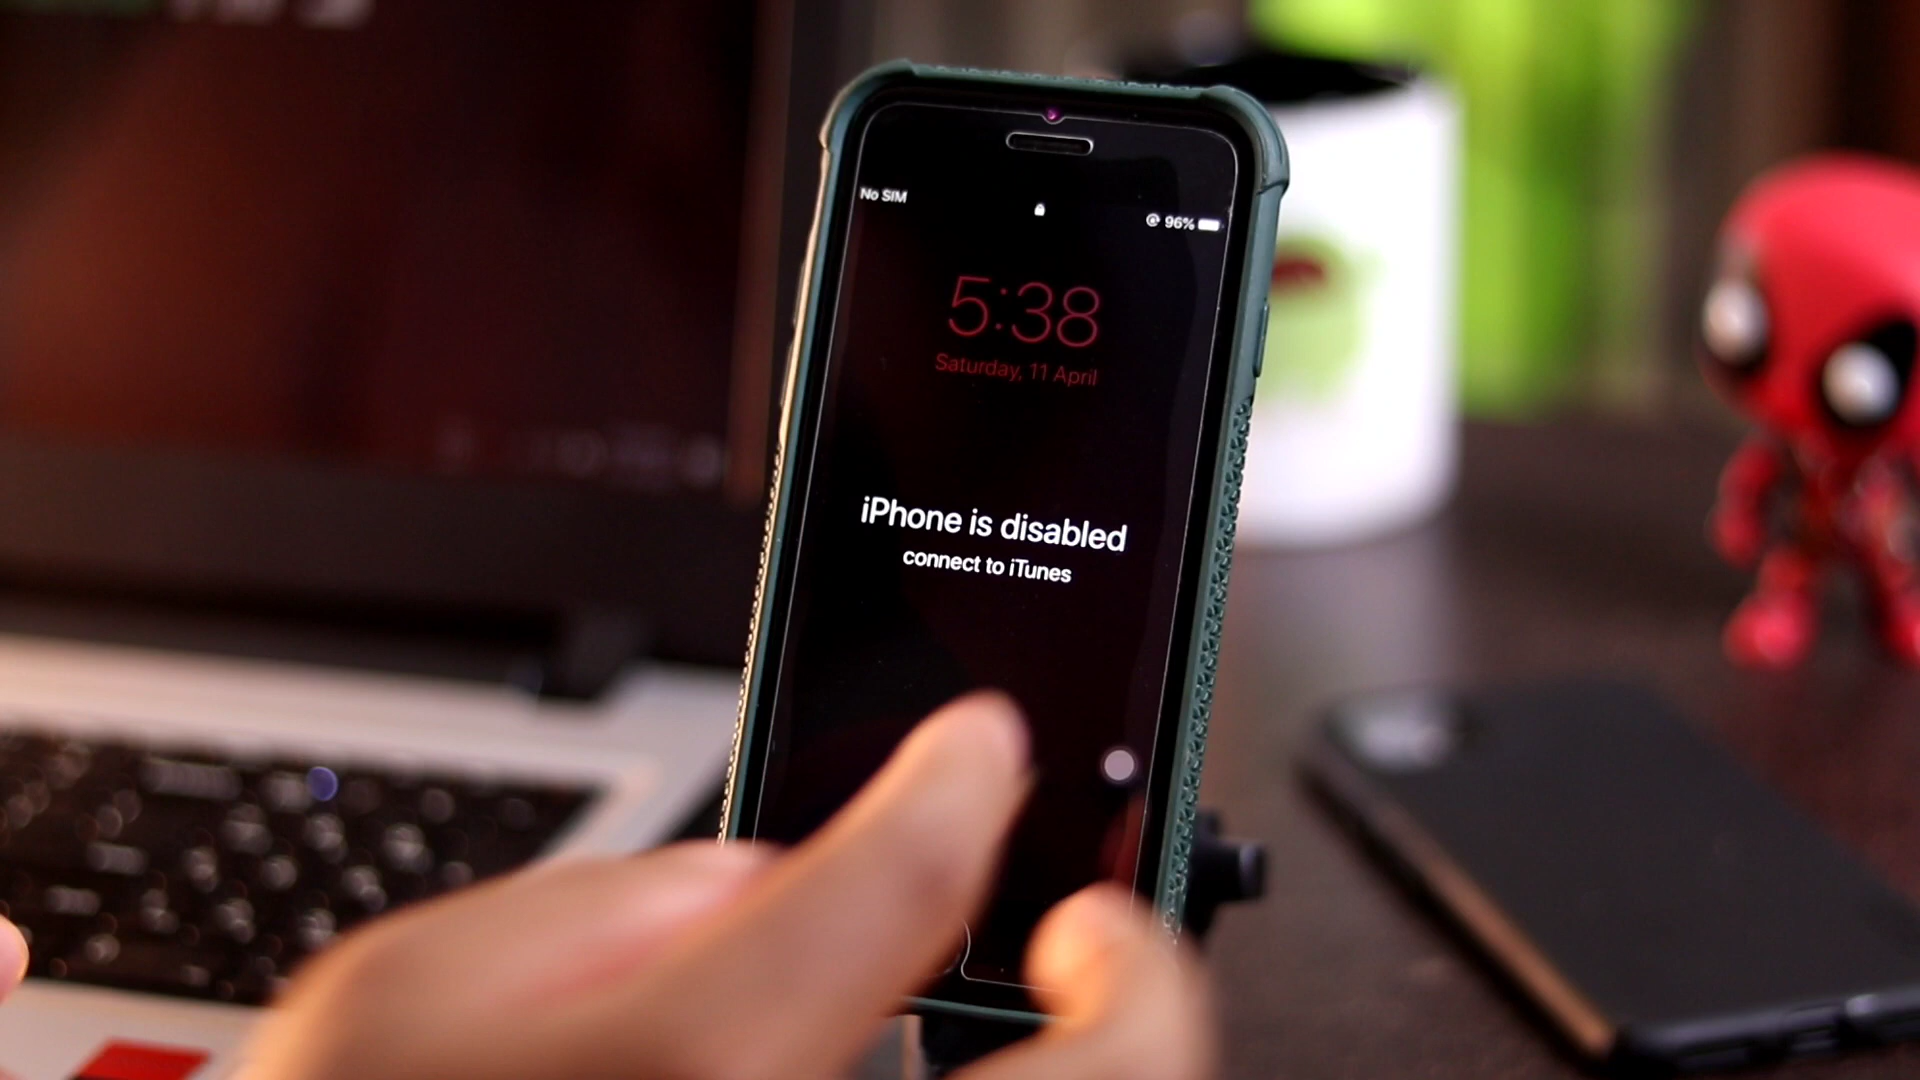 No SIM
96%
5:38
Saturday, 11 April
iPhone is disabled
connect to iTunes